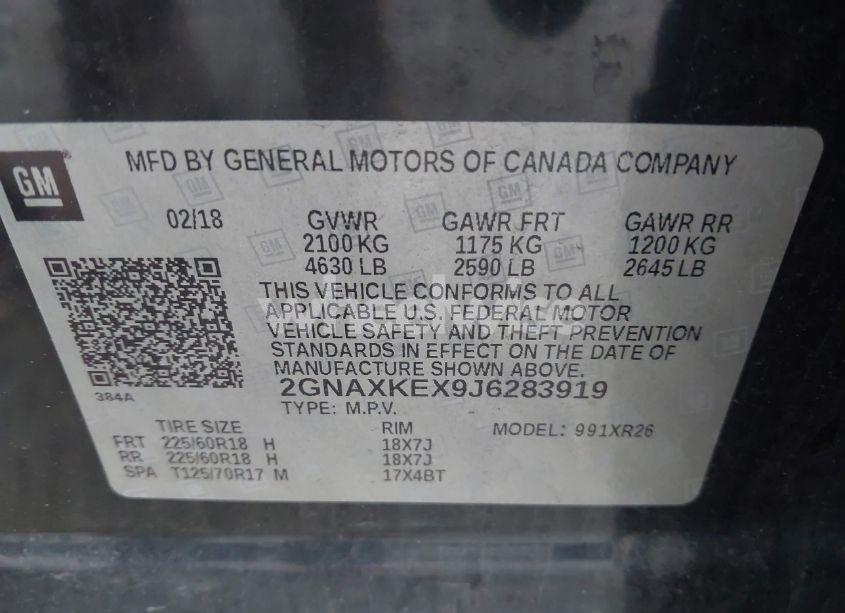 GM
MFD BY GENERAL MOTORS OF CANADA COMPANY
02/18 GVWR GAWR FRT GAWR RR
2100 KG 1175 KG 1200 KG
4630 LB 2590 LB 2645 LB
THIS VEHICLE CONFORMS TO ALL
APPLICABLE U.S. FEDERAL MOTOR
VEHICLE SAFETY AND THEFT PREVENTION
STANDARDS IN EFFECT ON THE DATE OF
MANUFACTURE SHOWN ABOVE.
384A
2GNAXKEX9J6283919
TYPE: M.P.V.
TIRE SIZE RIM MODEL: 991XR26
FRT 225/60R18 H 18X7J
RR 225/60R18 H 18X7J
SPA T125/70R17 M 17X4BT